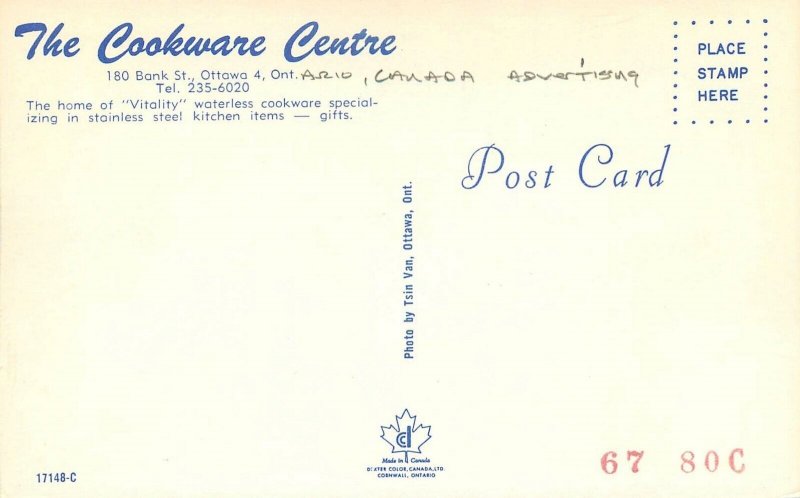 The Cookware Centre
180 Bank St., Ottawa 4, Ont. ARIO, CANADA ADVERTISING
Tel. 235-6020
The home of "Vitality" waterless cookware special-
izing in stainless steel kitchen items — gifts.
PLACE
STAMP
HERE
Post Card
Photo by Tsin Van, Ottawa, Ont.
Made in Canada
DEXTER COLOR, CANADA, LTD.
CORNWALL, ONTARIO
17148-C
67 80C